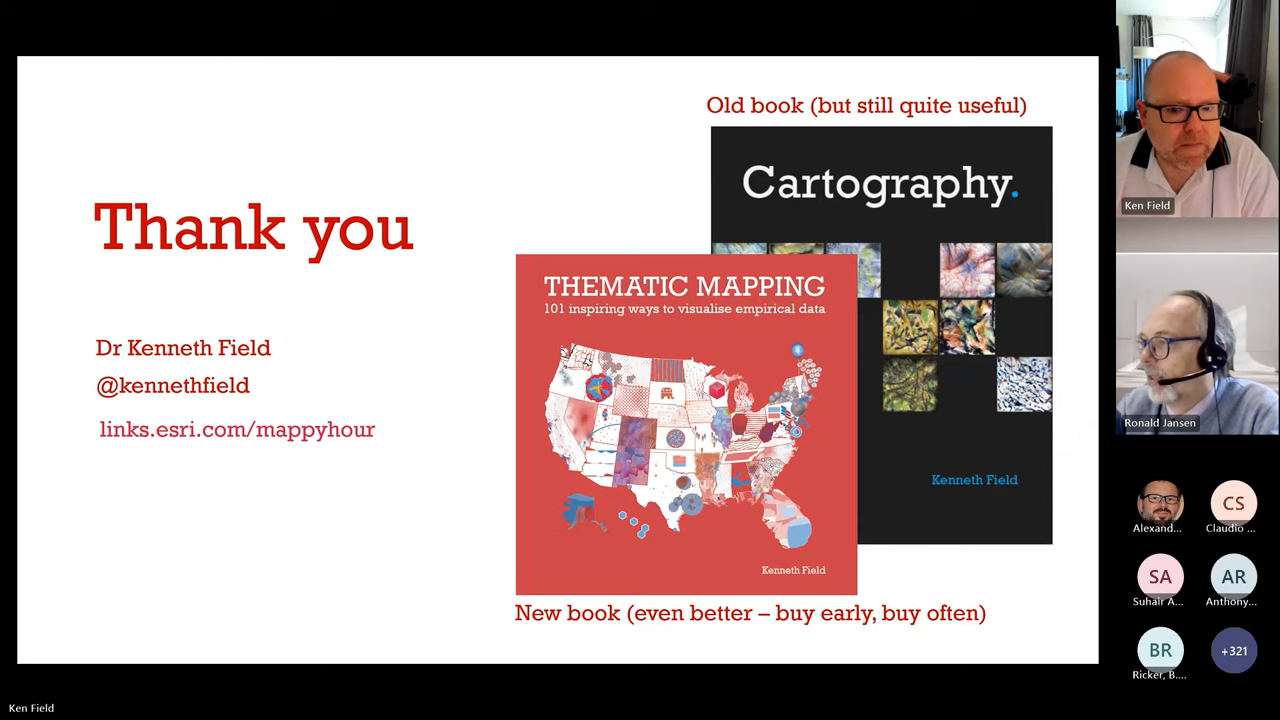 Thank you
Dr Kenneth Field
@kennethfield
links.esri.com/mappyhour
Old book (but still quite useful)
Cartography.
Kenneth Field
THEMATIC MAPPING
101 inspiring ways to visualise empirical data
Kenneth Field
New book (even better – buy early, buy often)
Ken Field
Ronald Jansen
Alexand...
CS
Claudio ...
SA
Suhair A...
AR
Anthony...
BR
Ricker, B....
+321
Ken Field